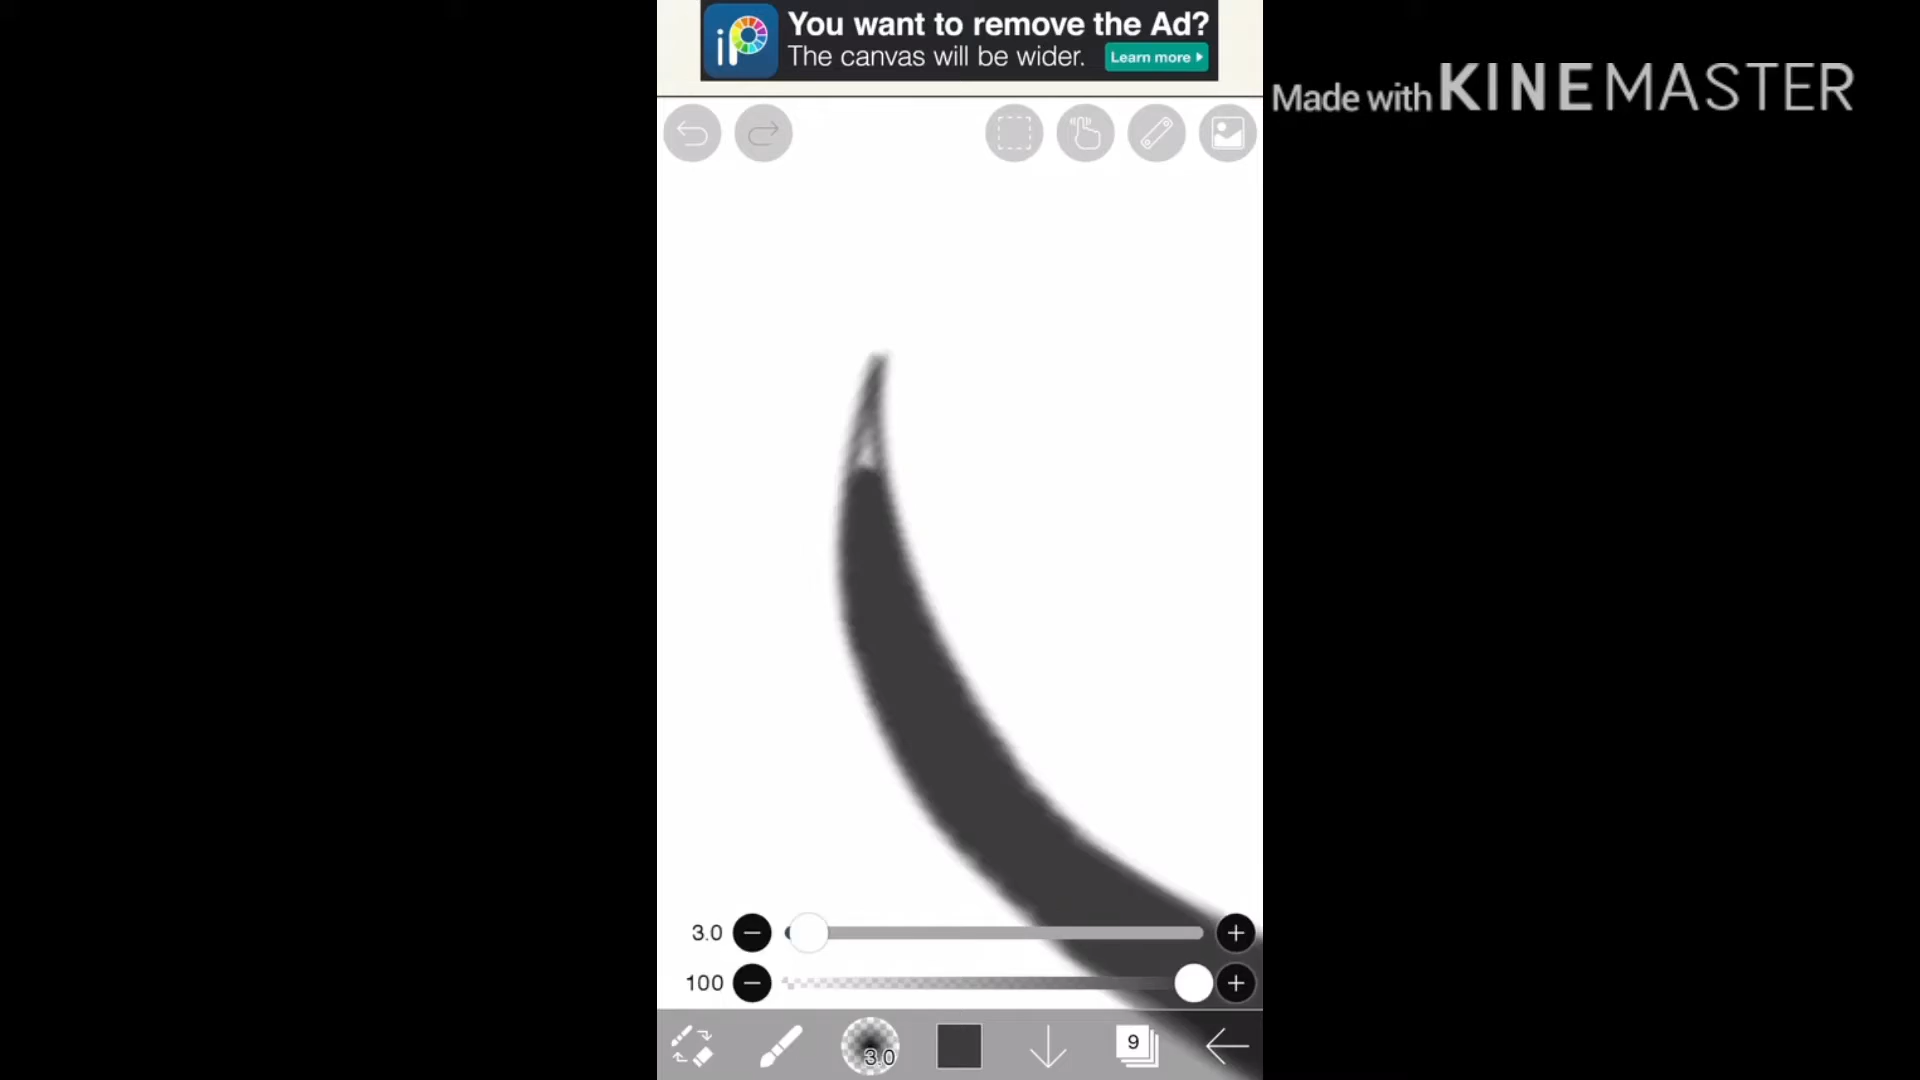 iP
You want to remove the Ad?
The canvas will be wider.
Learn more
Made with KINEMASTER
3.0
100
3.0
9